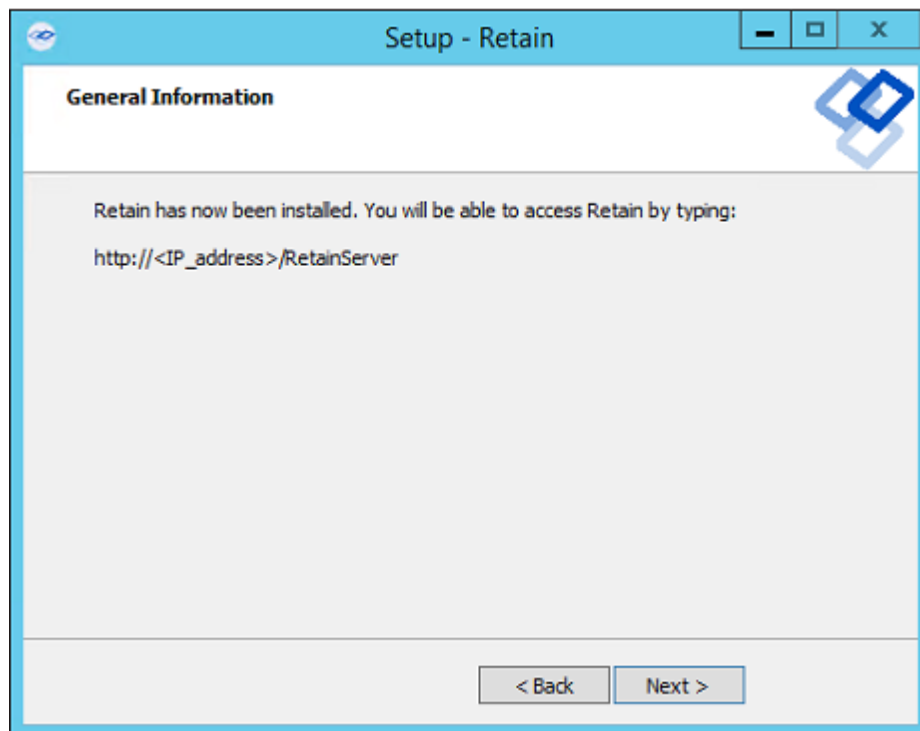 Setup - Retain
General Information
Retain has now been installed. You will be able to access Retain by typing:
http://<IP_address>/RetainServer
< Back
Next >